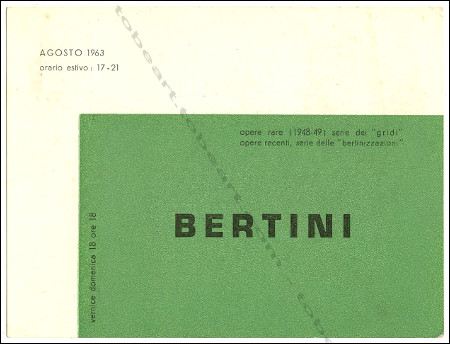 AGOSTO 1963
orario estivo: 17-21
opere rare (1948-49) serie dei "gridi"
opere recenti, serie delle "bertinizzazioni"
BERTINI
vernice domenica 18 ore 18